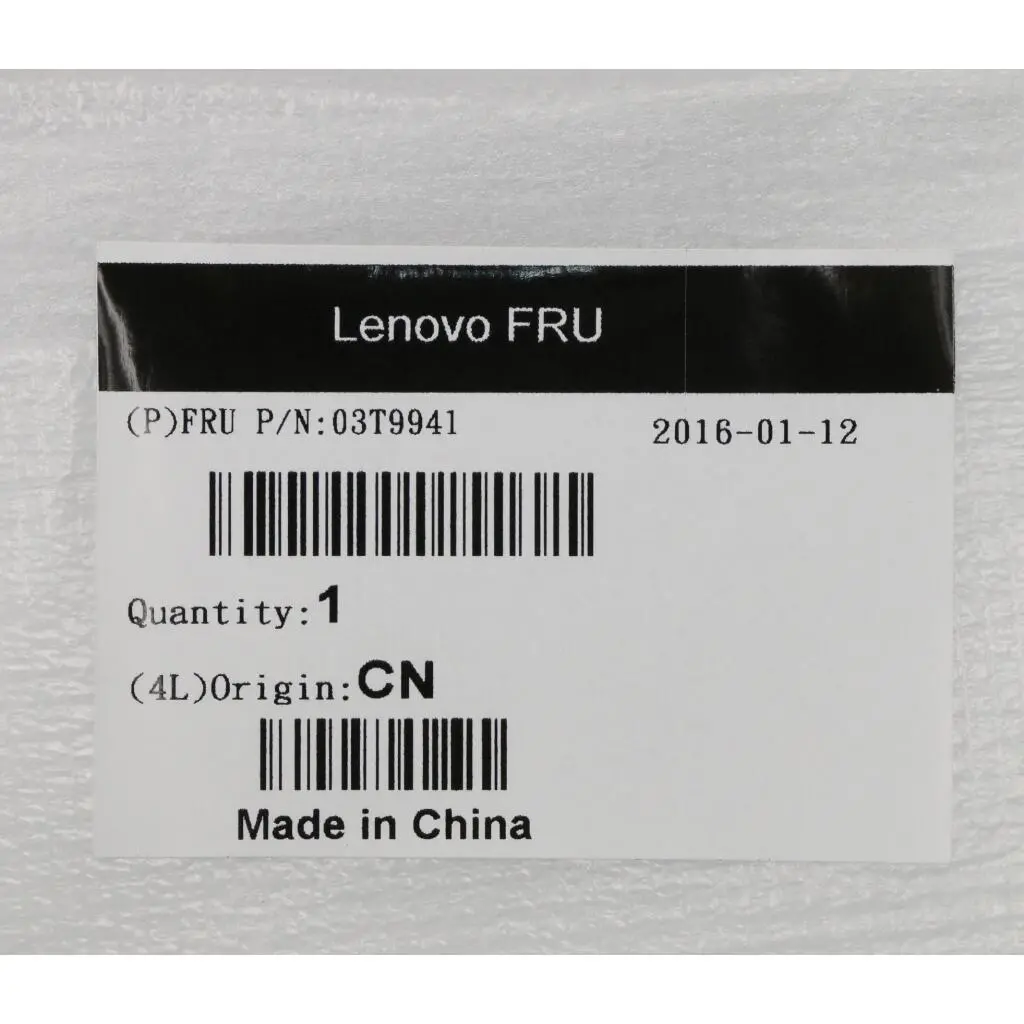 Lenovo FRU
(P)FRU P/N:03T9941
2016-01-12
Quantity:1
(4L)Origin:CN
Made in China